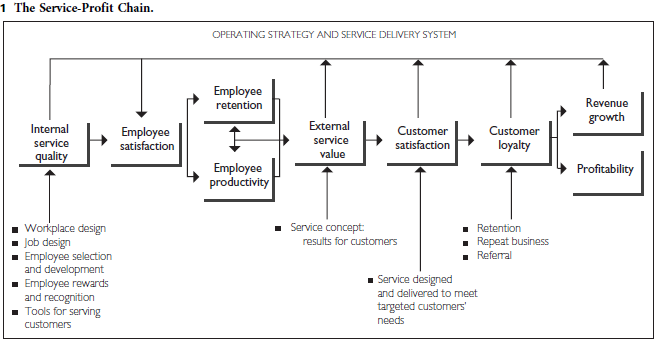 1 The Service-Profit Chain.
OPERATING STRATEGY AND SERVICE DELIVERY SYSTEM
Internal
service
quality
Employee
satisfaction
Employee
retention
Employee
productivity
External
service
value
Customer
satisfaction
Customer
loyalty
Revenue
growth
Profitability
■ Workplace design
■ Job design
■ Employee selection
and development
■ Employee rewards
and recognition
■ Tools for serving
customers
■ Service concept:
results for customers
■ Service designed
and delivered to meet
targeted customers'
needs
■ Retention
■ Repeat business
■ Referral